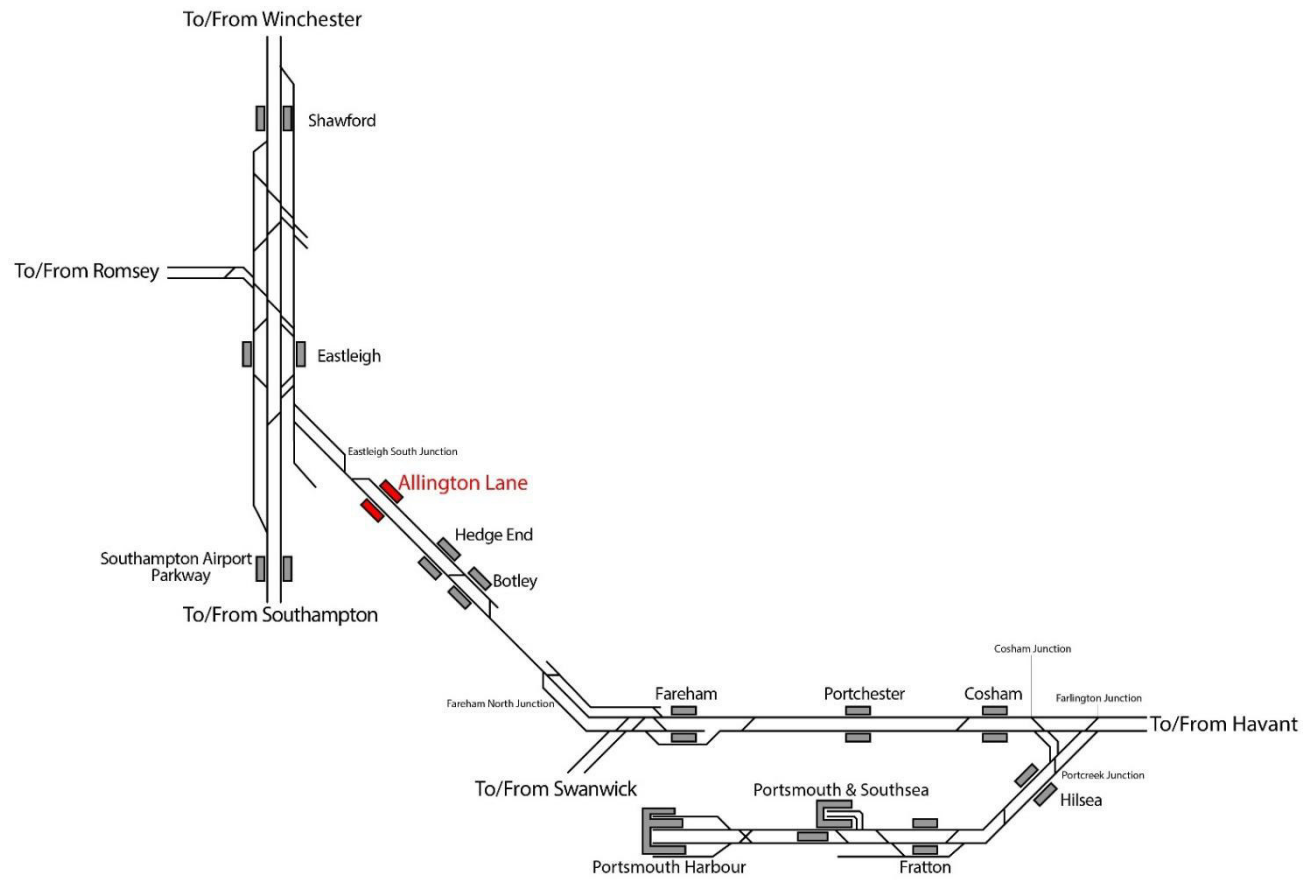 To/From Winchester
Shawford
To/From Romsey
Eastleigh
Eastleigh South Junction
Allington Lane
Hedge End
Southampton Airport
Parkway
Botley
To/From Southampton
Cosham Junction
Fareham
Portchester
Cosham
Farlington Junction
Fareham North Junction
To/From Havant
To/From Swanwick
Portsmouth & Southsea
Portcreek Junction
Hilsea
Portsmouth Harbour
Fratton